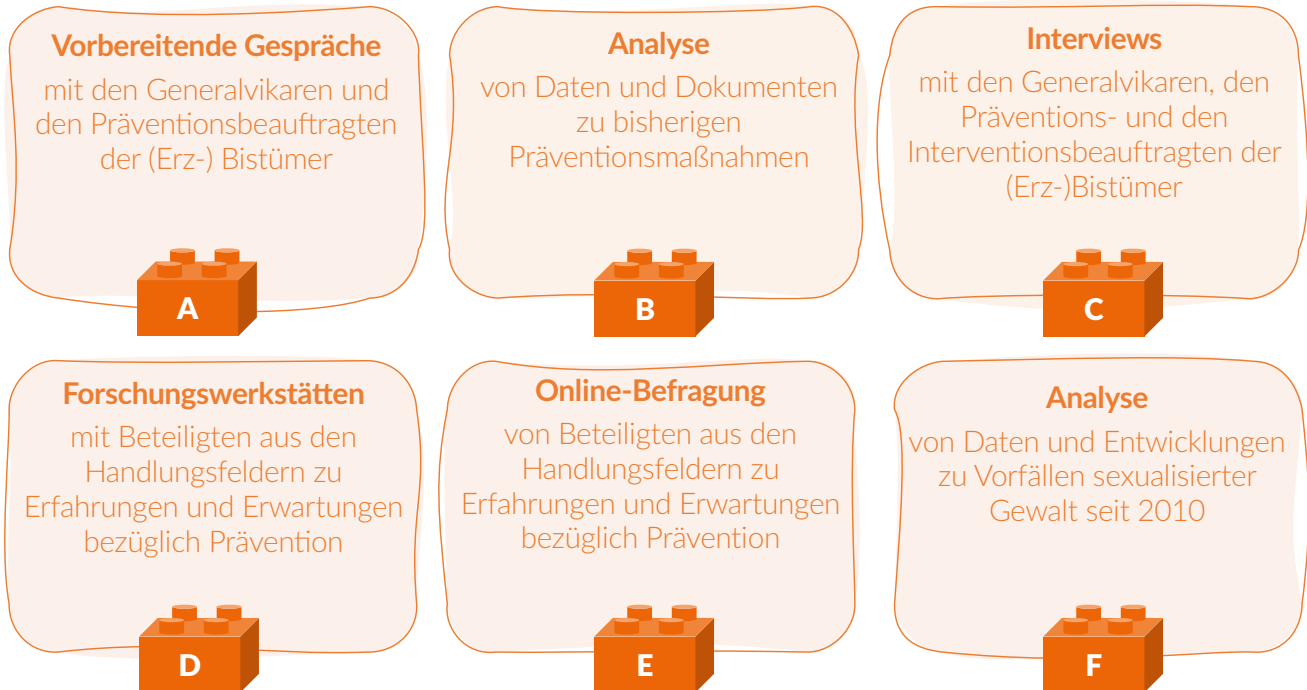 Vorbereitende Gespräche
mit den Generalvikaren und
den Präventionsbeauftragten
der (Erz-) Bistümer
A
Analyse
von Daten und Dokumenten
zu bisherigen
Präventionsmaßnahmen
B
Interviews
mit den Generalvikaren, den
Präventions- und den
Interventionsbeauftragten der
(Erz-)Bistümer
C
Forschungswerkstätten
mit Beteiligten aus den
Handlungsfeldern zu
Erfahrungen und Erwartungen
bezüglich Prävention
D
Online-Befragung
von Beteiligten aus den
Handlungsfeldern zu
Erfahrungen und Erwartungen
bezüglich Prävention
E
Analyse
von Daten und Entwicklungen
zu Vorfällen sexualisierter
Gewalt seit 2010
F